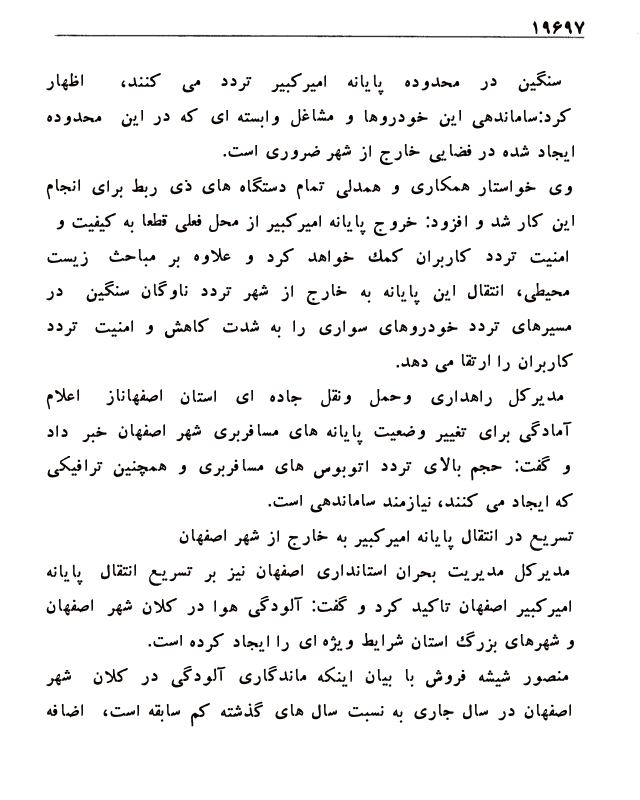 ۱۹۶۹۷
سنگین در محدوده پایانه امیرکبیر تردد می کنند، اظهار
کرد:ساماندهی این خودروها و مشاغل وابسته ای که در این محدوده
ایجاد شده در فضایی خارج از شهر ضروری است.
وی خواستار همکاری و همدلی تمام دستگاه های ذی ربط برای انجام
این کار شد و افزود: خروج پایانه امیرکبیر از محل فعلی قطعا به کیفیت و
امنیت تردد کاربران کمک خواهد کرد و علاوه بر مباحث زیست
محیطی، انتقال این پایانه به خارج از شهر تردد ناوگان سنگین در
مسیرهای تردد خودروهای سواری را به شدت کاهش و امنیت تردد
کاربران را ارتقا می دهد.
مدیرکل راهداری وحمل ونقل جاده ای استان اصفهاناز اعلام
آمادگی برای تغییر وضعیت پایانه های مسافربری شهر اصفهان خبر داد
و گفت: حجم بالای تردد اتوبوس های مسافربری و همچنین ترافیکی
که ایجاد می کنند، نیازمند ساماندهی است.
تسریع در انتقال پایانه امیرکبیر به خارج از شهر اصفهان
مدیرکل مدیریت بحران استانداری اصفهان نیز بر تسریع انتقال پایانه
امیرکبیر اصفهان تاکید کرد و گفت: آلودگی هوا در کلان شهر اصفهان
و شهرهای بزرگ استان شرایط ویژه ای را ایجاد کرده است.
منصور شیشه فروش با بیان اینکه ماندگاری آلودگی در کلان شهر
اصفهان در سال جاری به نسبت سال های گذشته کم سابقه است، اضافه